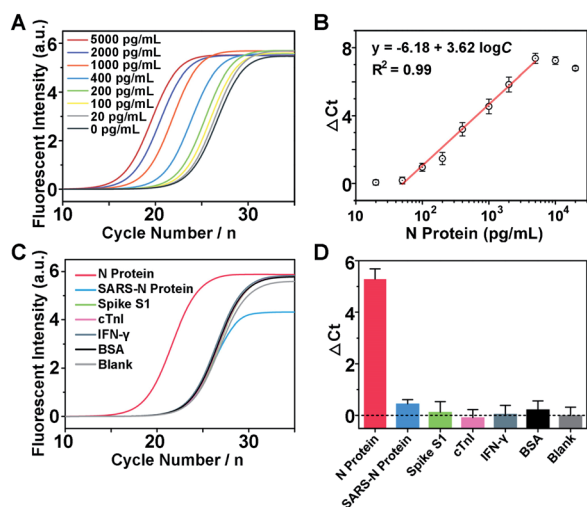 A
Fluorescent Intensity (a.u.)
6
4
2
0
5000 pg/mL
2000 pg/mL
1000 pg/mL
400 pg/mL
200 pg/mL
100 pg/mL
20 pg/mL
0 pg/mL
10 20 30
Cycle Number / n
B
ΔCt
8
4
0
y = -6.18 + 3.62 logC
R² = 0.99
10² 10³ 10⁴
N Protein (pg/mL)
C
Fluorescent Intensity (a.u.)
6
4
2
0
N Protein
SARS-N Protein
Spike S1
cTnI
IFN-γ
BSA
Blank
10 20 30
Cycle Number / n
D
ΔCt
6
4
2
0
N Protein
SARS-N Protein
Spike S1
cTnI
IFN-γ
BSA
Blank